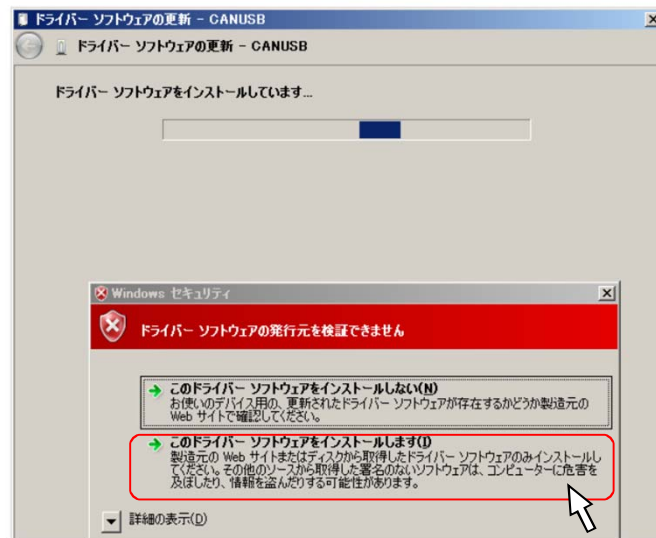 ドライバー ソフトウェアの更新 - CANUSB
ドライバー ソフトウェアの更新 - CANUSB
ドライバー ソフトウェアをインストールしています...
Windows セキュリティ
ドライバー ソフトウェアの発行元を検証できません
このドライバー ソフトウェアをインストールしない(N)
お使いのデバイス用の、更新されたドライバー ソフトウェアが存在するかどうか製造元の
Web サイトで確認してください。
このドライバー ソフトウェアをインストールします(I)
製造元の Web サイトまたはディスクから取得したドライバー ソフトウェアのみインストールし
てください。その他のソースから取得した署名のないソフトウェアは、コンピューターに危害を
及ぼしたり、情報を盗んだりする可能性があります。
詳細の表示(D)